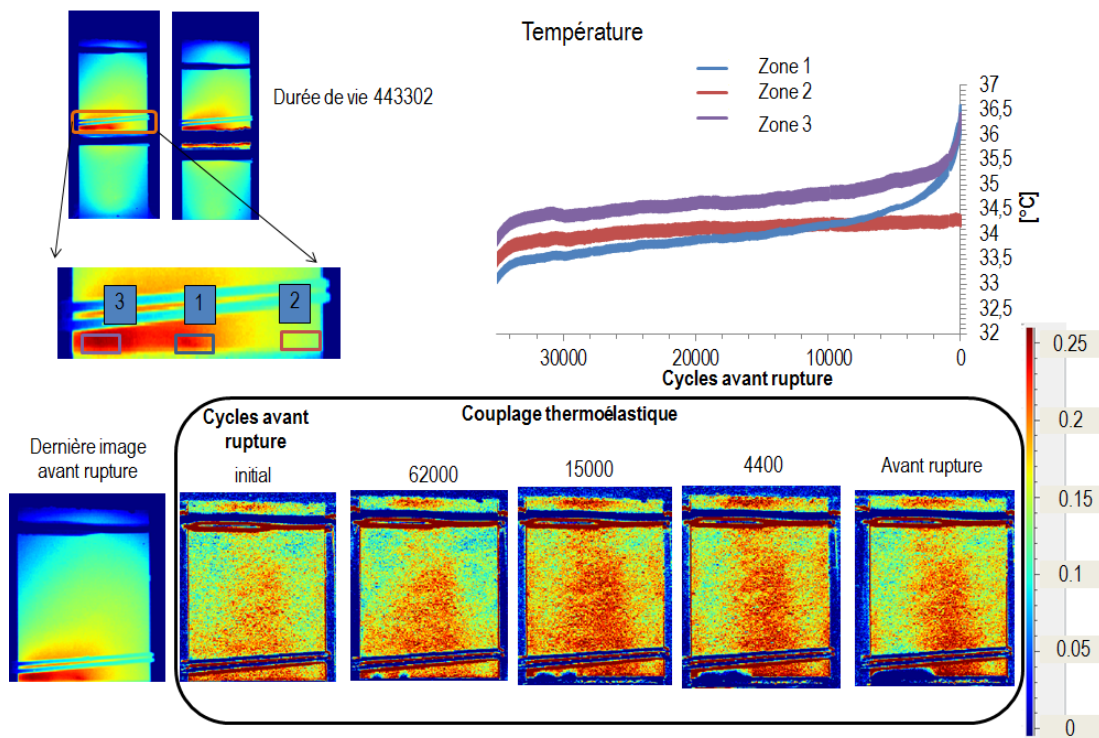 Température
Zone 1
Zone 2
Zone 3
Durée de vie 443302
37
36,5
36
35,5
35
34,5
34
33,5
33
32,5
32
[°C]
30000
20000
10000
0
Cycles avant rupture
3
1
2
Dernière image
avant rupture
Cycles avant
rupture
Couplage thermoélastique
initial
62000
15000
4400
Avant rupture
0.25
0.2
0.15
0.1
0.05
0